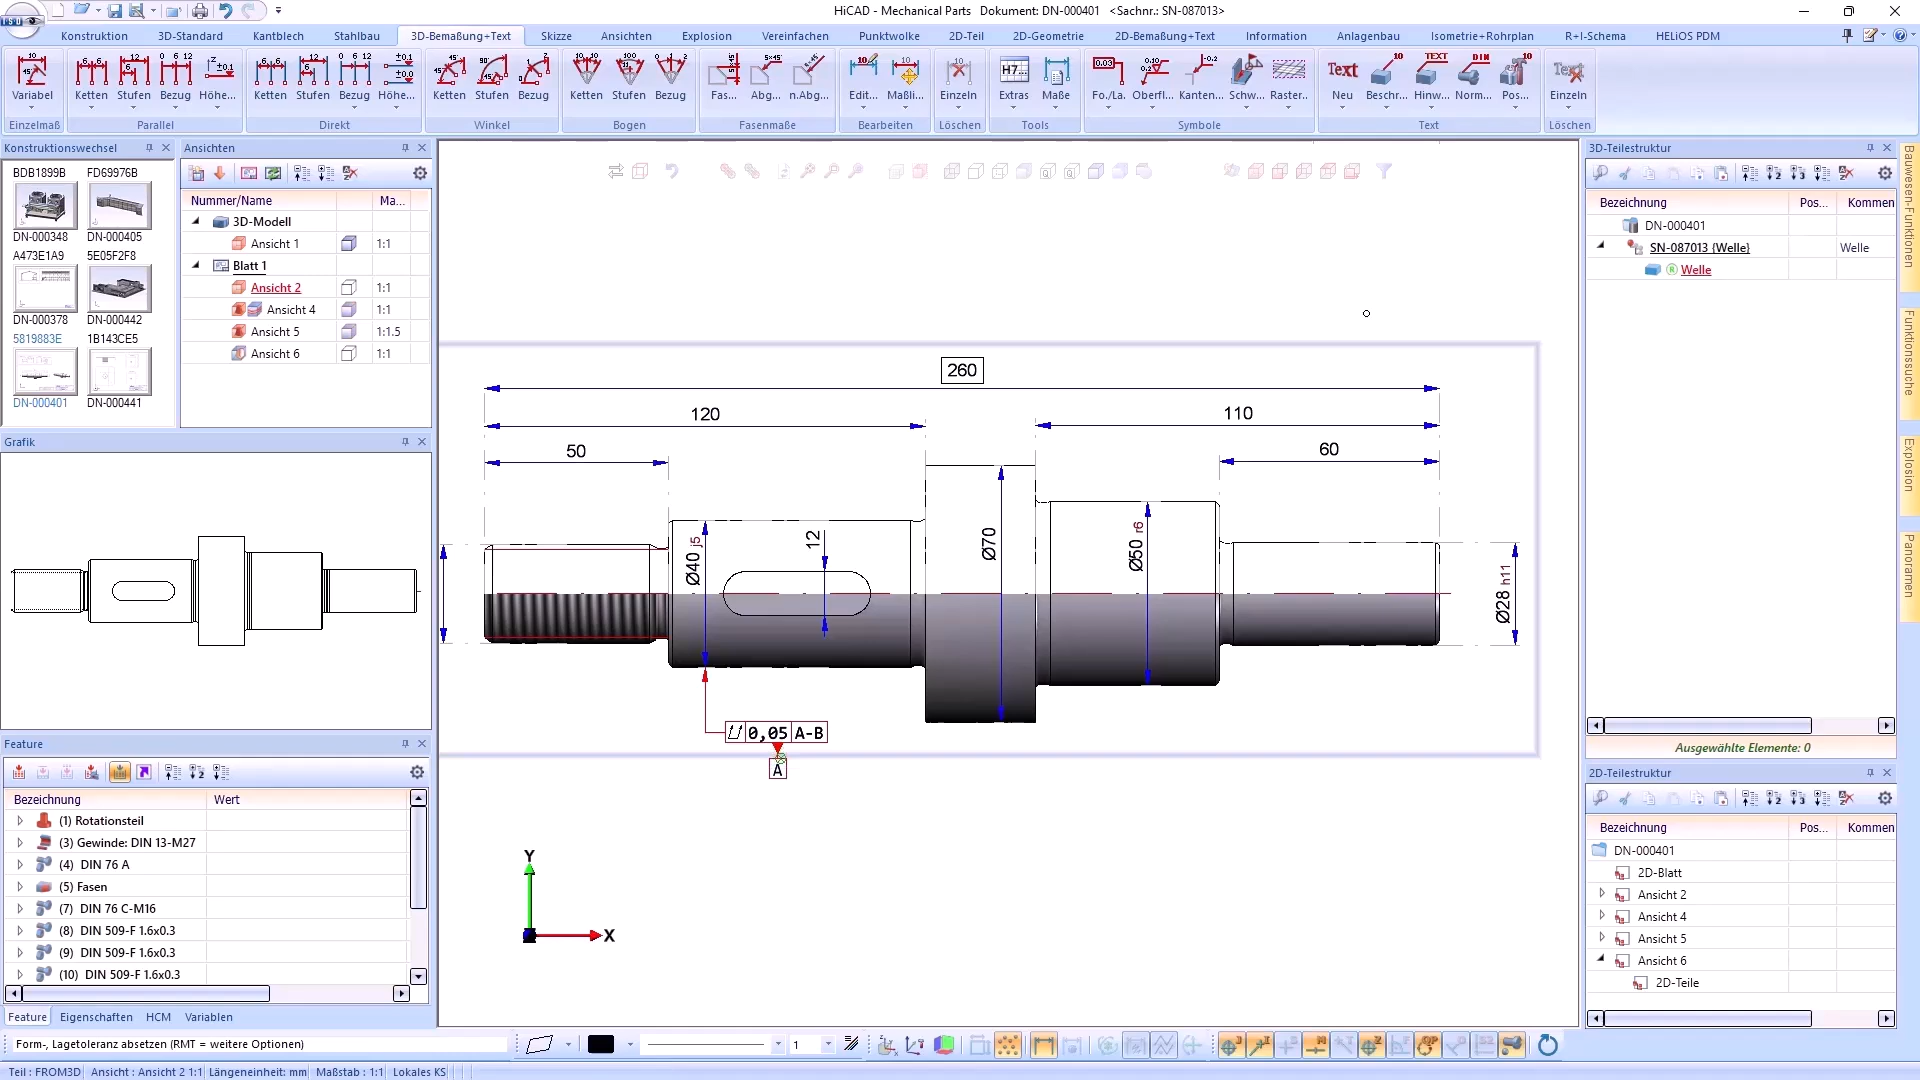 HiCAD - Mechanical Parts   Dokument: DN-000401   <Sachnr.: SN-087013>
ISD
Konstruktion 3D-Standard Kantblech Stahlbau 3D-Bemaßung+Text Skizze Ansichten Explosion Vereinfachen Punktwolke 2D-Teil 2D-Geometrie 2D-Bemaßung+Text Information Anlagenbau Isometrie+Rohrplan R+I-Schema HELiOS PDM
Variabel Ketten Stufen Bezug Höhe... Ketten Stufen Bezug Höhe... Ketten Stufen Bezug Ketten Stufen Bezug Fas... Abg... n.Abg... Edit... Maßli... Einzeln Extras Maße Fo./La. Oberfl... Kanten... Schw... Raster... Neu Beschr... Hinw... Norm... Pos... Einzeln
Einzelmaß Parallel Direkt Winkel Bogen Fasenmaße Bearbeiten Löschen Tools Symbole Text Löschen
Konstruktionswechsel
BDB1899B FD69976B
DN-000348 DN-000405
A473E1A9 5E05F2F8
DN-000378 DN-000442
5819883E 1B143CE5
DN-000401 DN-000441
Ansichten
Nummer/Name Ma...
3D-Modell
Ansicht 1 1:1
Blatt 1
Ansicht 2 1:1
Ansicht 4 1:1
Ansicht 5 1:1.5
Ansicht 6 1:1
Grafik
Feature
Bezeichnung Wert
(1) Rotationsteil
(3) Gewinde: DIN 13-M27
(4) DIN 76 A
(5) Fasen
(7) DIN 76 C-M16
(8) DIN 509-F 1.6x0.3
(9) DIN 509-F 1.6x0.3
(10) DIN 509-F 1.6x0.3
Feature Eigenschaften HCM Variablen
260
120 110
50 60
Ø40 j5
12
Ø70
Ø50 r6
Ø28 h11
0,05 A-B
A
Y
X
3D-Teilestruktur
Bezeichnung Pos... Kommen
DN-000401
SN-087013 {Welle} Welle
Welle
Ausgewählte Elemente: 0
2D-Teilestruktur
Bezeichnung Pos... Kommen
DN-000401
2D-Blatt
Ansicht 2
Ansicht 4
Ansicht 5
Ansicht 6
2D-Teile
Bauwesen-Funktionen
Funktionssuche
Explosion
Panoramen
Form-, Lagetoleranz absetzen (RMT = weitere Optionen)
1
Teil : FROM3D Ansicht : Ansicht 2 1:1 Längeneinheit: mm Maßstab : 1:1 Lokales KS